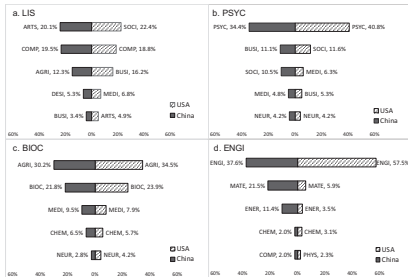 a. LIS
ARTS, 20.1% SOCI, 22.4%
COMP, 19.5% COMP, 18.8%
AGRI, 12.3% BUSI, 16.2%
DESI, 5.3% MEDI, 6.8%
BUSI, 3.4% ARTS, 4.9%
USA
China
60% 40% 20% 0% 20% 40% 60%
b. PSYC
PSYC, 34.4% PSYC, 40.8%
BUSI, 11.1% SOCI, 11.6%
SOCI, 10.5% MEDI, 6.3%
MEDI, 4.8% BUSI, 5.3%
NEUR, 4.2% NEUR, 4.2%
USA
China
60% 40% 20% 0% 20% 40% 60%
c. BIOC
AGRI, 30.2% AGRI, 34.5%
BIOC, 21.8% BIOC, 23.9%
MEDI, 9.5% MEDI, 7.9%
CHEM, 6.5% CHEM, 5.7%
NEUR, 2.8% NEUR, 4.2%
USA
China
60% 40% 20% 0% 20% 40% 60%
d. ENGI
ENGI, 37.6% ENGI, 57.5%
MATE, 21.5% MATE, 5.9%
ENER, 11.4% ENER, 3.5%
CHEM, 2.0% CHEM, 3.1%
COMP, 2.0% PHYS, 2.3%
USA
China
60% 40% 20% 0% 20% 40% 60%